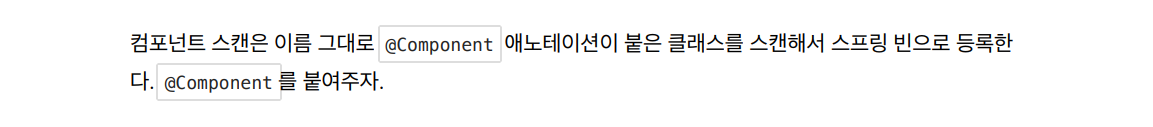 컴포넌트 스캔은 이름 그대로 @Component 애노테이션이 붙은 클래스를 스캔해서 스프링 빈으로 등록한
다. @Component 를 붙여주자.